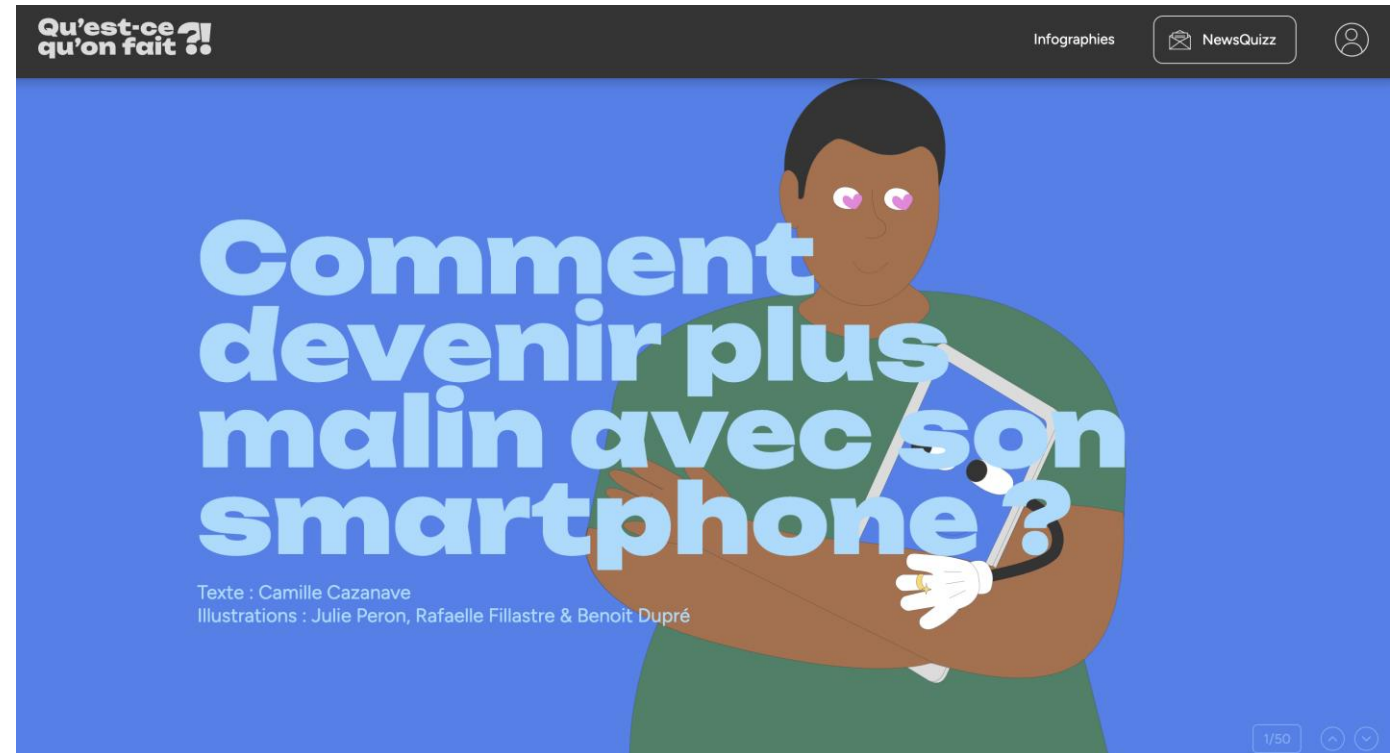 Qu'est-ce
qu'on fait ?!
Infographies
NewsQuizz
Comment
devenir plus
malin avec son
smartphone ?
Texte : Camille Cazanave
Illustrations : Julie Peron, Rafaelle Fillastre & Benoit Dupré
1/50